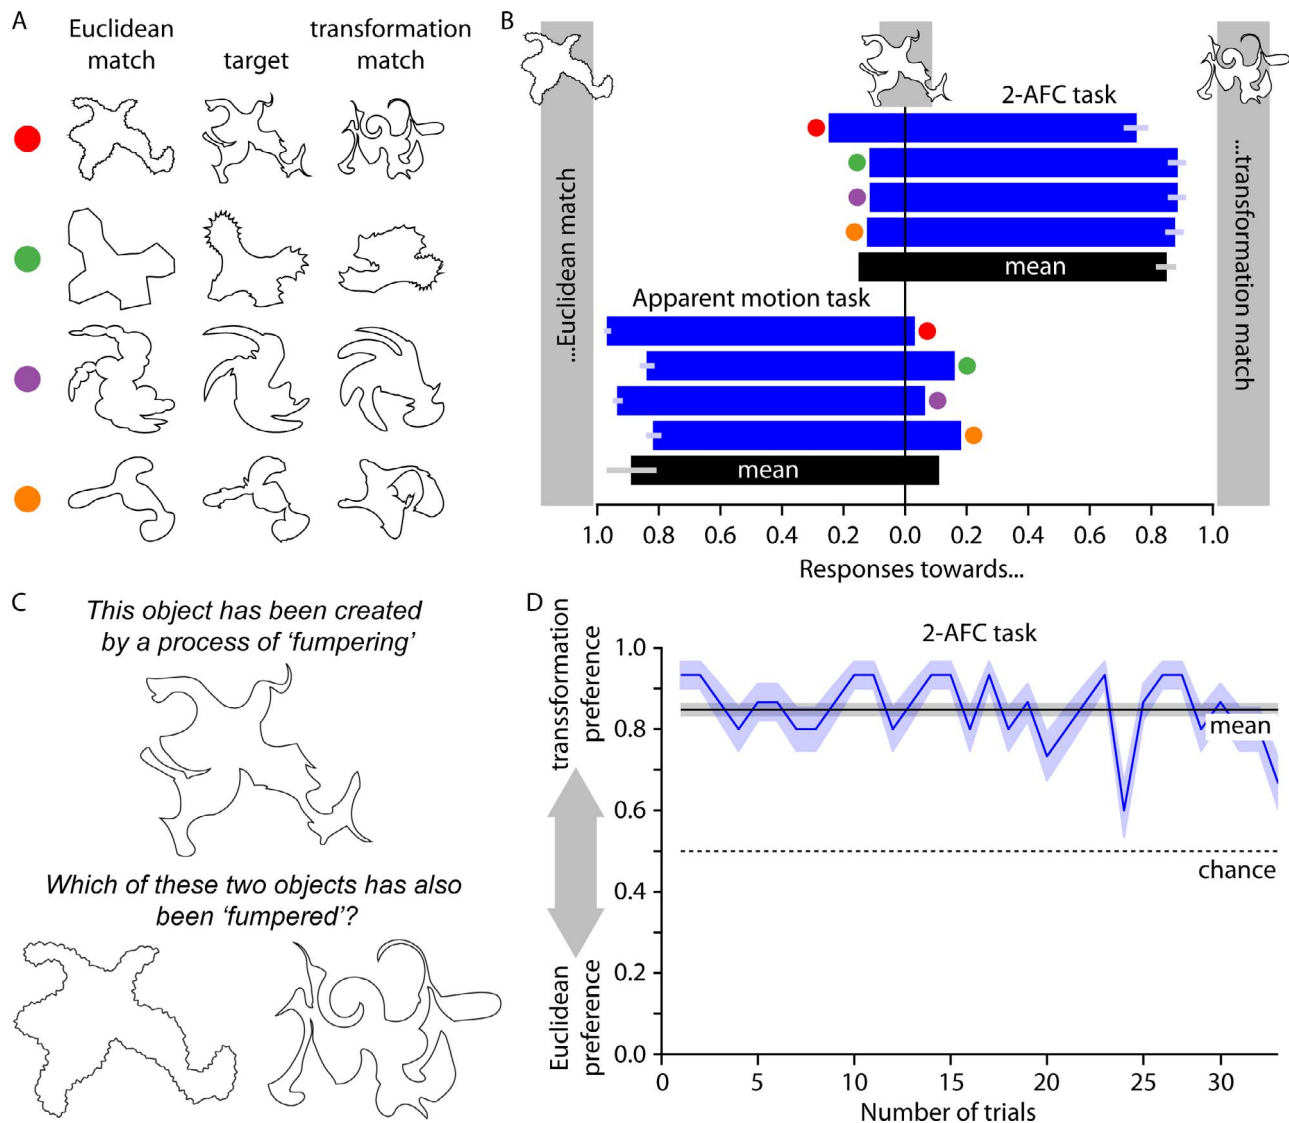 A
Euclidean match
target
transformation match
B
2-AFC task
mean
Apparent motion task
mean
...Euclidean match
...transformation match
1.0 0.8 0.6 0.4 0.2 0.0 0.2 0.4 0.6 0.8 1.0
Responses towards...
C
This object has been created
by a process of ‘fumpering’
Which of these two objects has also
been ‘fumpered’?
D
2-AFC task
transformation preference
Euclidean preference
1.0
0.8
0.6
0.4
0.2
0.0
mean
chance
0 5 10 15 20 25 30
Number of trials